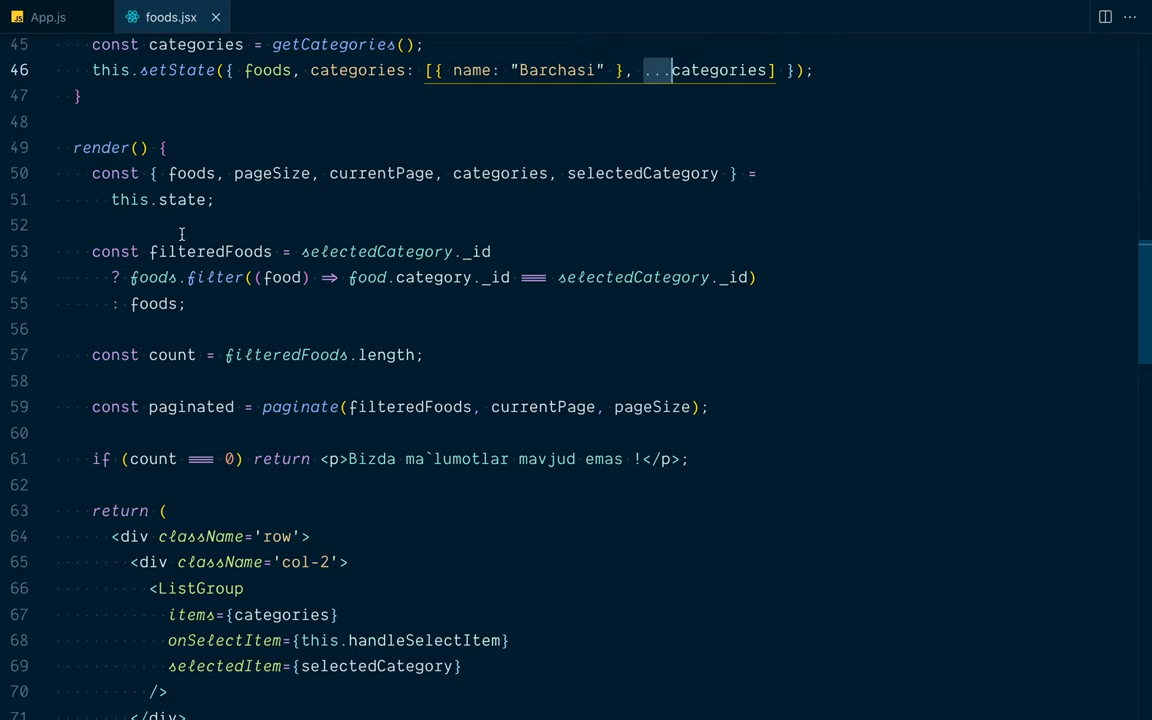 App.js
foods.jsx
45 const categories = getCategories();
46 this.setState({ foods, categories: [{ name: "Barchasi" }, ...categories] });
47 }
48
49 render() {
50 const { foods, pageSize, currentPage, categories, selectedCategory } =
51 this.state;
52
53 const filteredFoods = selectedCategory._id
54 ? foods.filter((food) => food.category._id === selectedCategory._id)
55 : foods;
56
57 const count = filteredFoods.length;
58
59 const paginated = paginate(filteredFoods, currentPage, pageSize);
60
61 if (count === 0) return <p>Bizda ma`lumotlar mavjud emas !</p>;
62
63 return (
64 <div className='row'>
65 <div className='col-2'>
66 <ListGroup
67 items={categories}
68 onSelectItem={this.handleSelectItem}
69 selectedItem={selectedCategory}
70 />
71 </div>